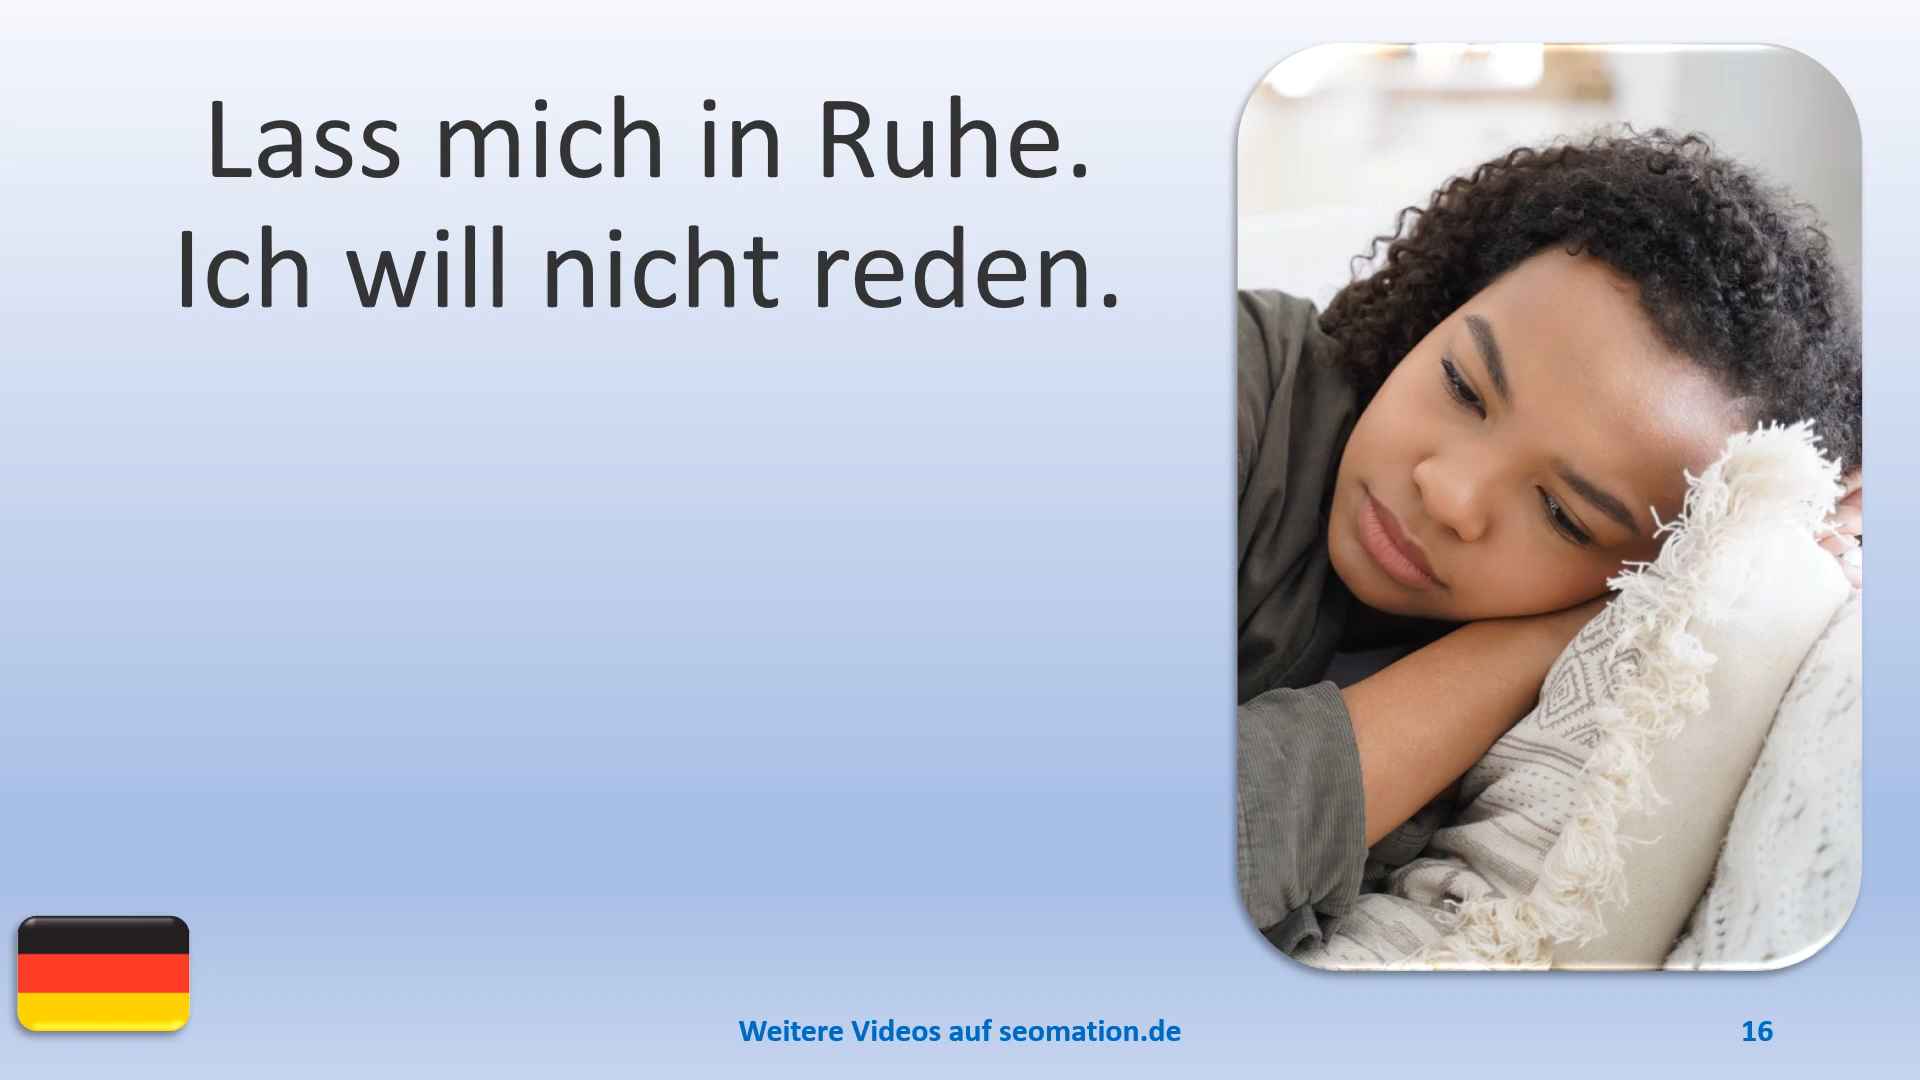 Lass mich in Ruhe.
Ich will nicht reden.
Weitere Videos auf seomation.de
16